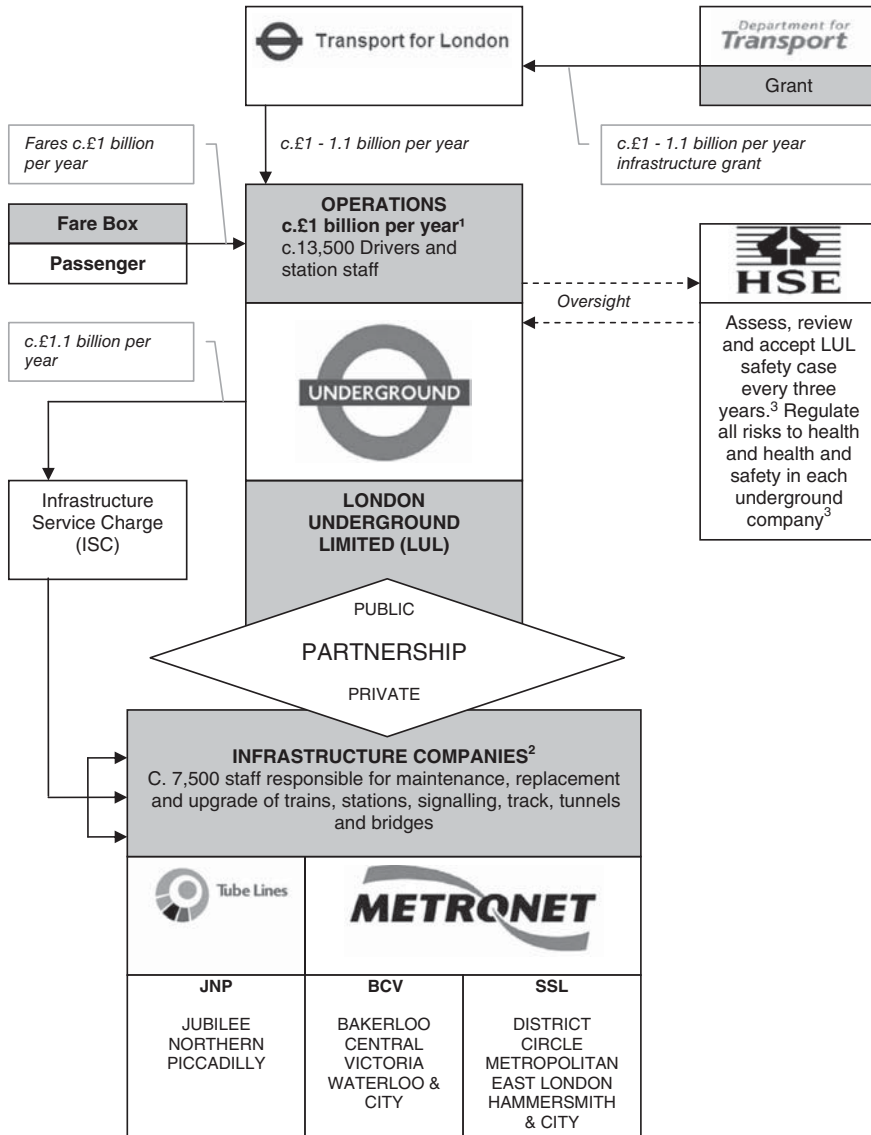 Transport for London
Department for
Transport
Grant
Fares c.£1 billion
per year
c.£1 - 1.1 billion per year
c.£1 - 1.1 billion per year
infrastructure grant
Fare Box
Passenger
OPERATIONS
c.£1 billion per year¹
c.13,500 Drivers and
station staff
HSE
Oversight
Assess, review
and accept LUL
safety case
every three
years.³ Regulate
all risks to health
and health and
safety in each
underground
company³
c.£1.1 billion per
year
UNDERGROUND
Infrastructure
Service Charge
(ISC)
LONDON
UNDERGROUND
LIMITED (LUL)
PUBLIC
PARTNERSHIP
PRIVATE
INFRASTRUCTURE COMPANIES²
C. 7,500 staff responsible for maintenance, replacement
and upgrade of trains, stations, signalling, track, tunnels
and bridges
Tube Lines
METRONET
JNP
JUBILEE
NORTHERN
PICCADILLY
BCV
BAKERLOO
CENTRAL
VICTORIA
WATERLOO &
CITY
SSL
DISTRICT
CIRCLE
METROPOLITAN
EAST LONDON
HAMMERSMITH
& CITY